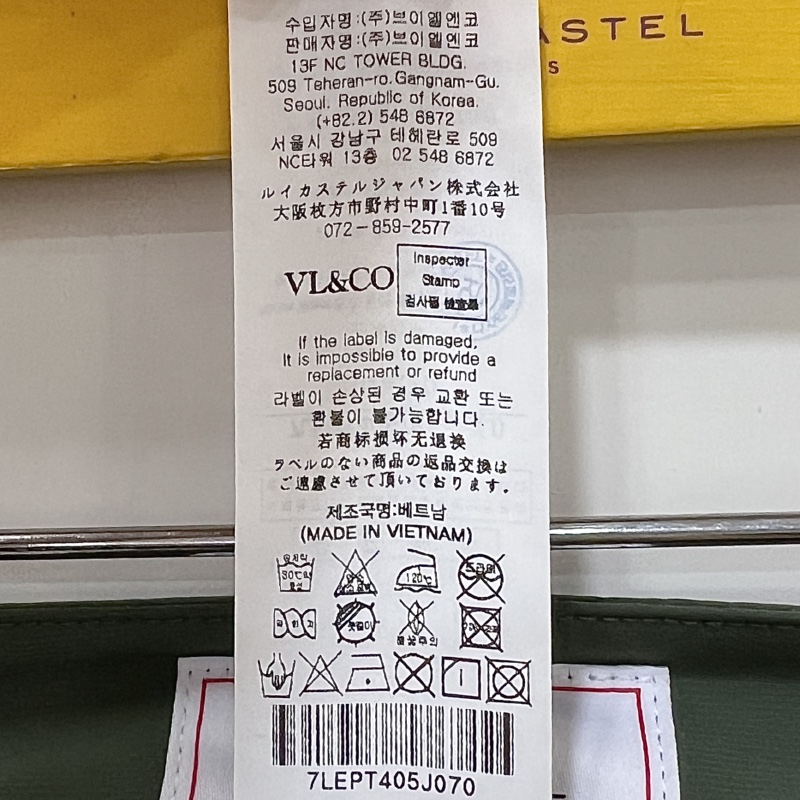 ASTEL
S
수입자명:(주)브이엘엔코
판매자명:(주)브이엘엔코
13F NC TOWER BLDG.
509 Teheran-ro.Gangnam-Gu.
Seoul. Republic of Korea.
(+82.2) 548 6872
서울시 강남구 테헤란로 509
NC타워 13층 02 548 6872
ルイカステルジャパン株式会社
大阪枚方市野村中町1番10号
072-859-2577
VL&CO
Inspecter
Stamp
검사필 檢査畢
If the label is damaged,
It is impossible to provide a
replacement or refund
라벨이 손상된 경우 교환 또는
환불이 불가능합니다.
若商标损坏无退换
ラベルのない商品の返品交換は
ご遠慮させて頂いております。
제조국명:베트남
(MADE IN VIETNAM)
30℃
120℃
드라이
7LEPT405J070